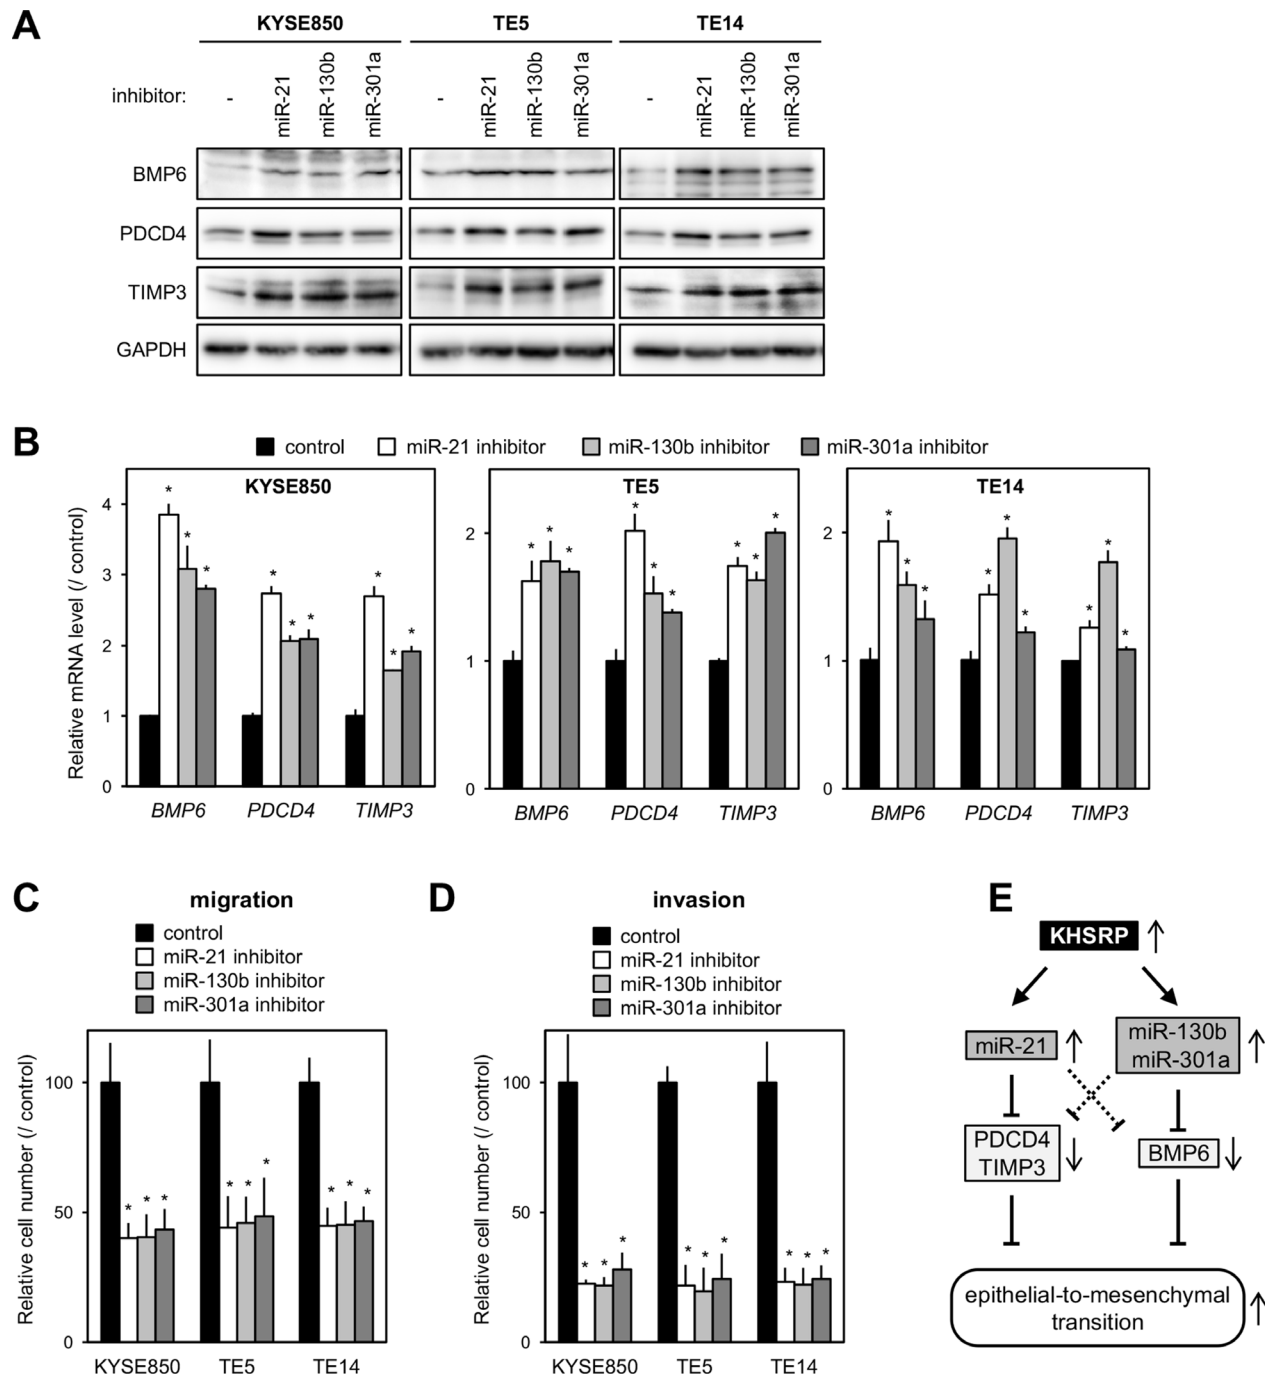 A
KYSE850 TE5 TE14
inhibitor: - miR-21 miR-130b miR-301a - miR-21 miR-130b miR-301a - miR-21 miR-130b miR-301a
BMP6
PDCD4
TIMP3
GAPDH
B
control miR-21 inhibitor miR-130b inhibitor miR-301a inhibitor
Relative mRNA level (/ control)
KYSE850
4
3
2
1
0
* * * * * * * * *
BMP6 PDCD4 TIMP3
TE5
2
1
0
* * * * * * * * *
BMP6 PDCD4 TIMP3
TE14
2
1
0
* * * * * * * * *
BMP6 PDCD4 TIMP3
C
migration
control
miR-21 inhibitor
miR-130b inhibitor
miR-301a inhibitor
Relative cell number (/ control)
100
50
0
* * * * * * * * *
KYSE850 TE5 TE14
D
invasion
control
miR-21 inhibitor
miR-130b inhibitor
miR-301a inhibitor
Relative cell number (/ control)
100
50
0
* * * * * * * * *
KYSE850 TE5 TE14
E
KHSRP ↑
miR-21 ↑
miR-130b
miR-301a ↑
PDCD4
TIMP3 ↓
BMP6 ↓
epithelial-to-mesenchymal
transition ↑